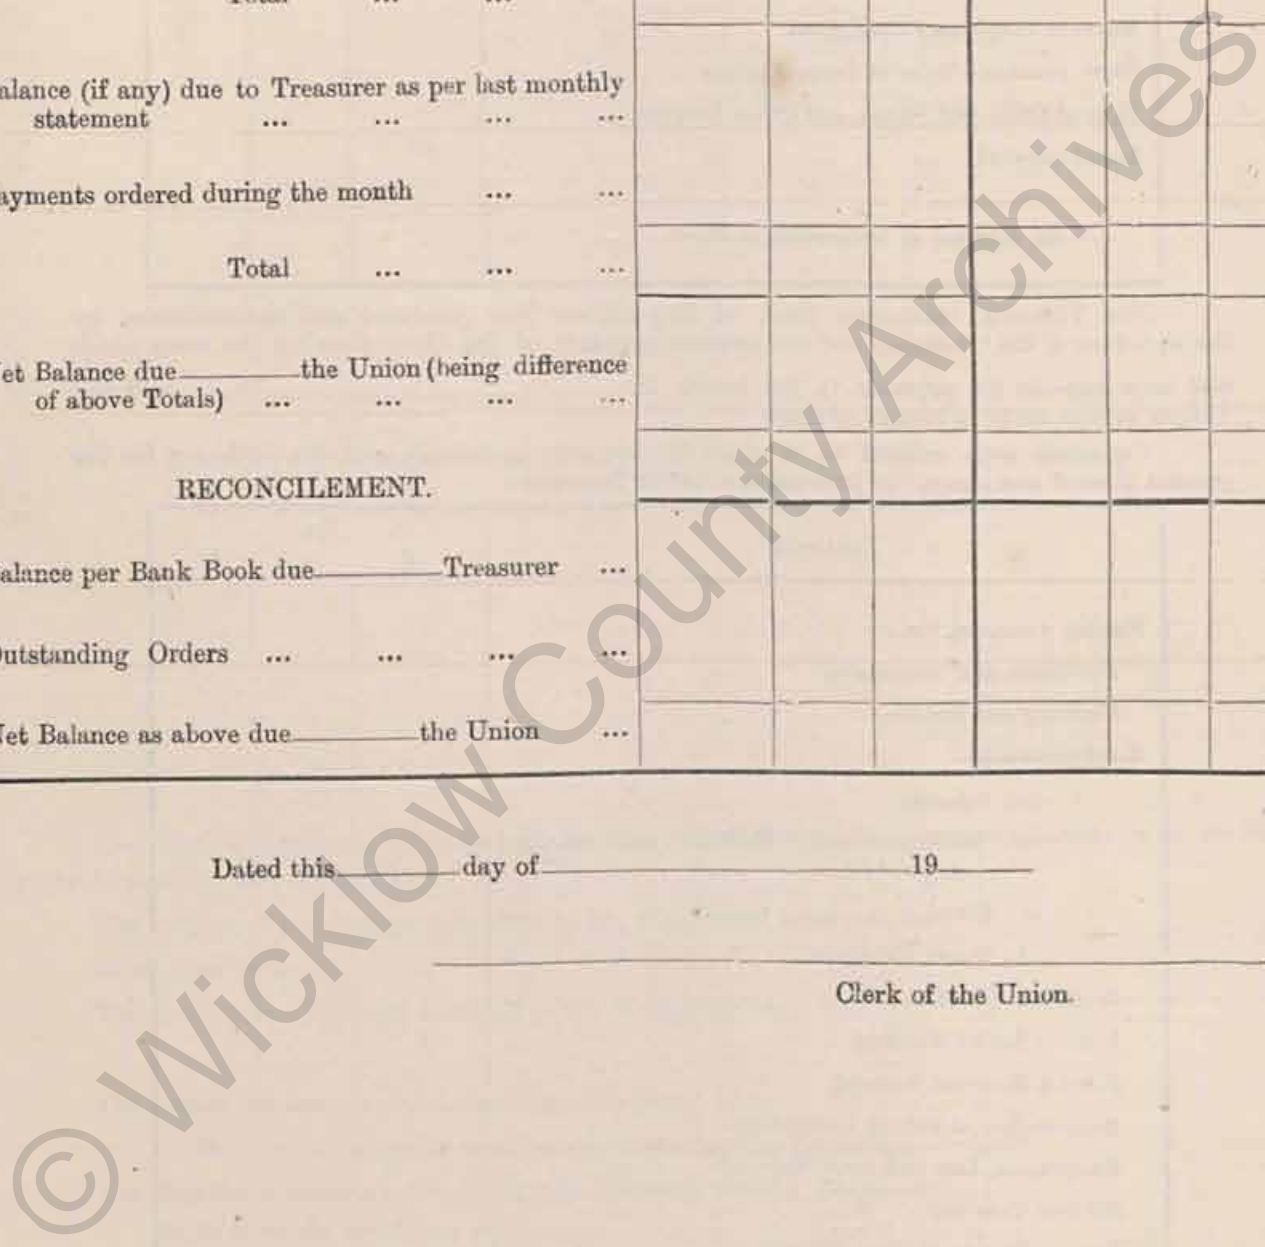 Total ... ...
alance (if any) due to Treasurer as per last monthly
statement ... ... ... ...
ayments ordered during the month ... ...
Total ... ... ...
et Balance due the Union (being difference
of above Totals) ... ... ... ...
RECONCILEMENT.
alance per Bank Book due Treasurer ...
utstanding Orders ... ... ... ...
et Balance as above due the Union ...
Dated this day of 19
Clerk of the Union.
© Wicklow County Archives